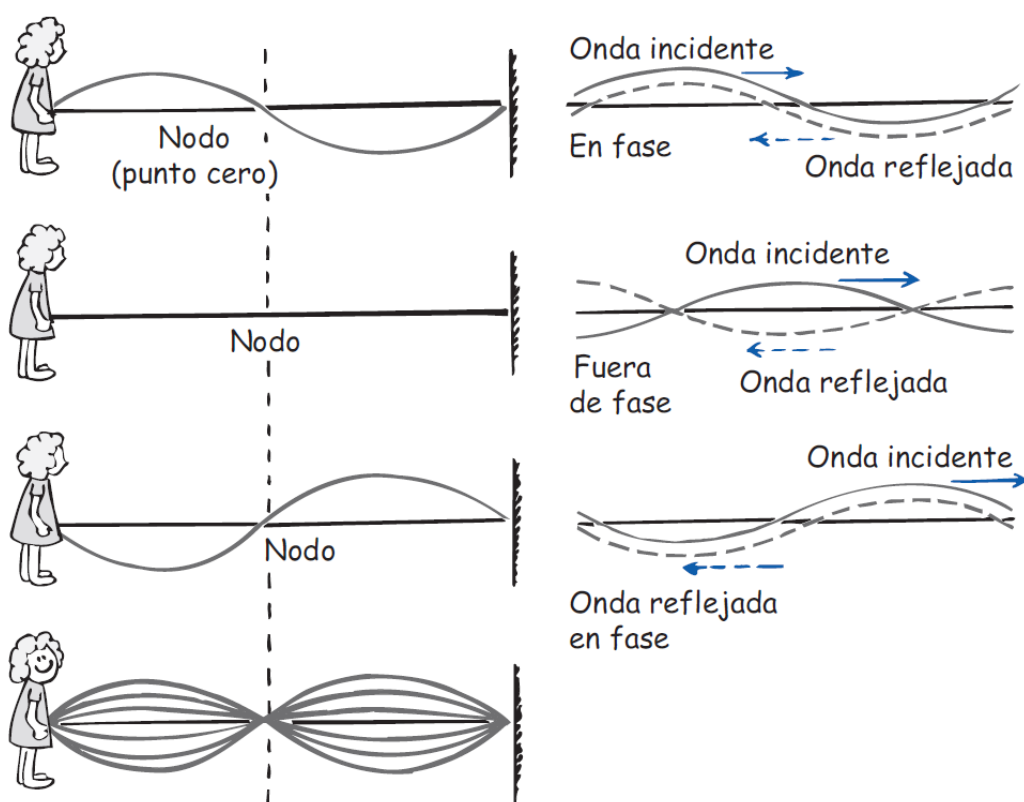 Onda incidente
Nodo
(punto cero)
En fase
Onda reflejada
Onda incidente
Nodo
Fuera
de fase
Onda reflejada
Onda incidente
Nodo
Onda reflejada
en fase